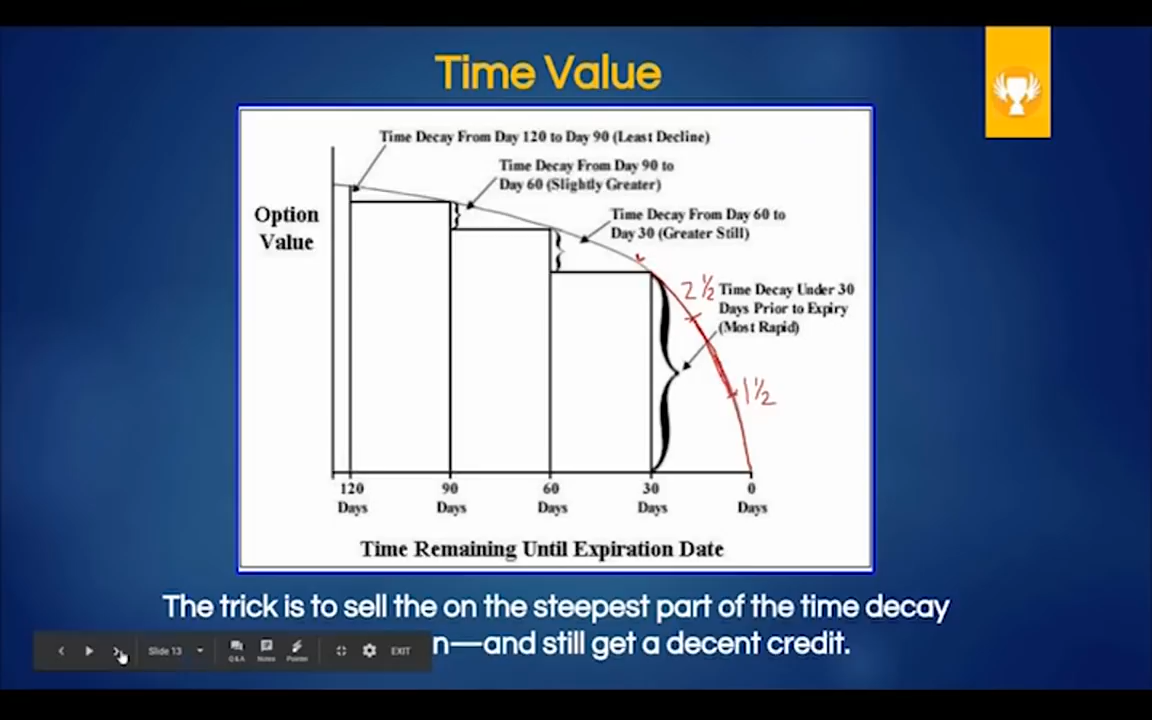 Time Value
Time Decay From Day 120 to Day 90 (Least Decline)
Time Decay From Day 90 to
Day 60 (Slightly Greater)
Time Decay From Day 60 to
Day 30 (Greater Still)
Option
Value
2 ½
Time Decay Under 30
Days Prior to Expiry
(Most Rapid)
1 ½
120 90 60 30 0
Days Days Days Days Days
Time Remaining Until Expiration Date
The trick is to sell the on the steepest part of the time decay
n—and still get a decent credit.
Slide 13 Q&A Notes Pointer EXIT